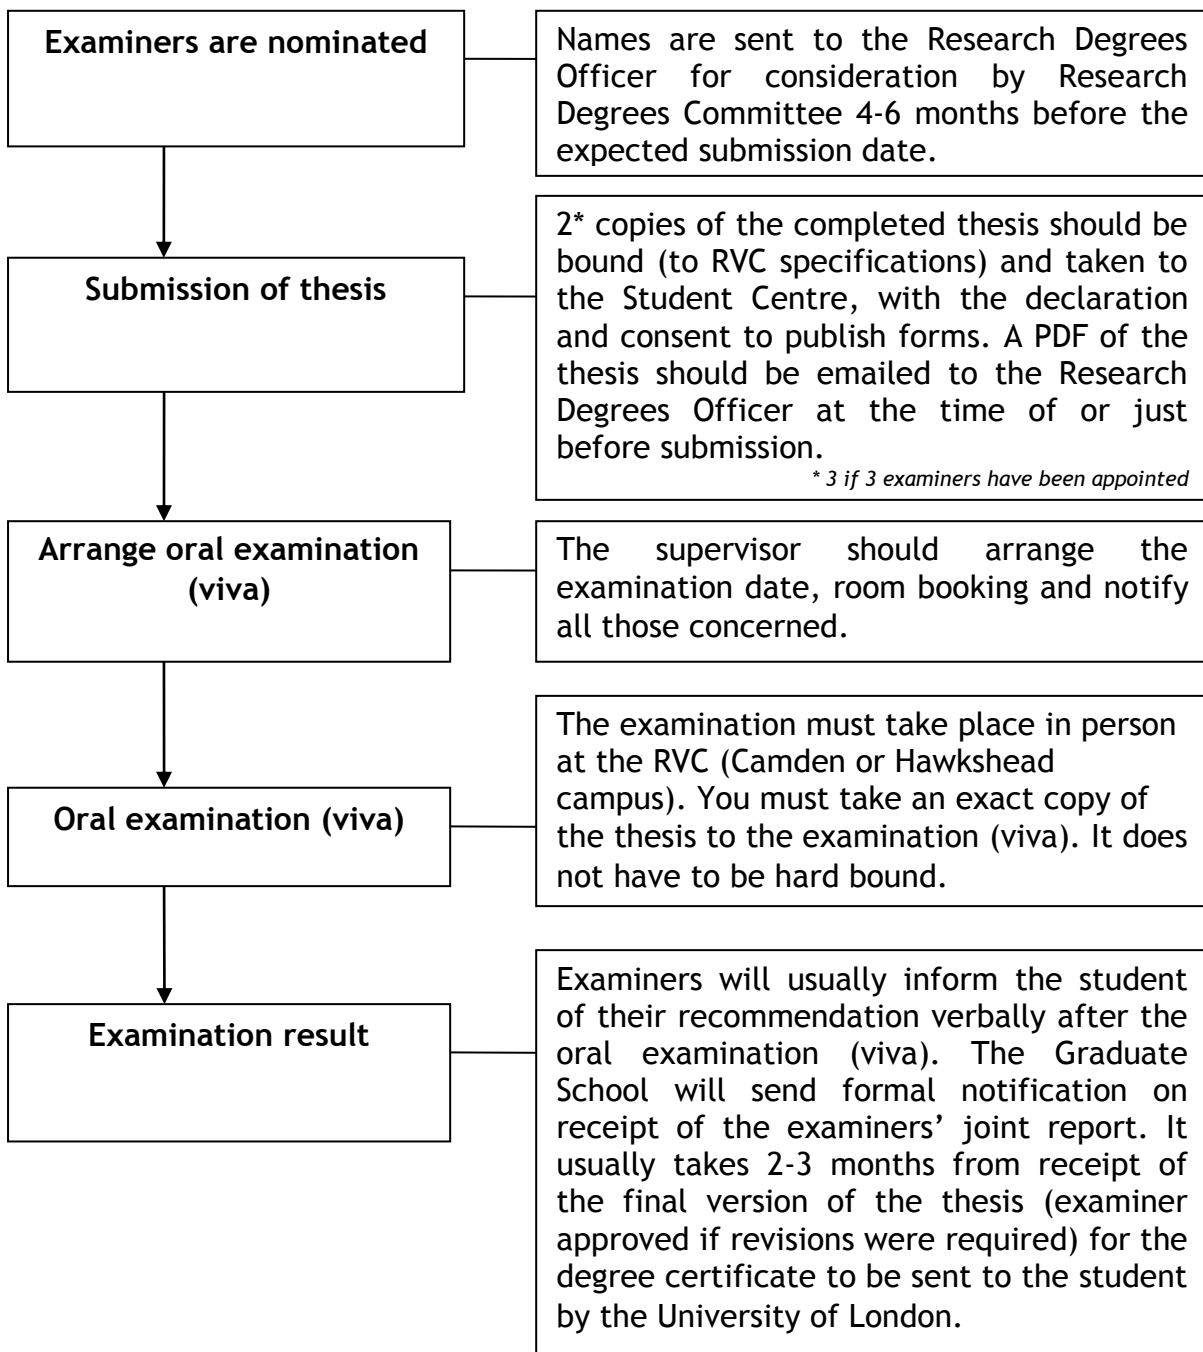 Examiners are nominated
Names are sent to the Research Degrees
Officer for consideration by Research
Degrees Committee 4-6 months before the
expected submission date.
Submission of thesis
2* copies of the completed thesis should be
bound (to RVC specifications) and taken to
the Student Centre, with the declaration
and consent to publish forms. A PDF of the
thesis should be emailed to the Research
Degrees Officer at the time of or just
before submission.
* 3 if 3 examiners have been appointed
Arrange oral examination
(viva)
The supervisor should arrange the
examination date, room booking and notify
all those concerned.
Oral examination (viva)
The examination must take place in person
at the RVC (Camden or Hawkshead
campus). You must take an exact copy of
the thesis to the examination (viva). It does
not have to be hard bound.
Examination result
Examiners will usually inform the student
of their recommendation verbally after the
oral examination (viva). The Graduate
School will send formal notification on
receipt of the examiners’ joint report. It
usually takes 2-3 months from receipt of
the final version of the thesis (examiner
approved if revisions were required) for the
degree certificate to be sent to the student
by the University of London.